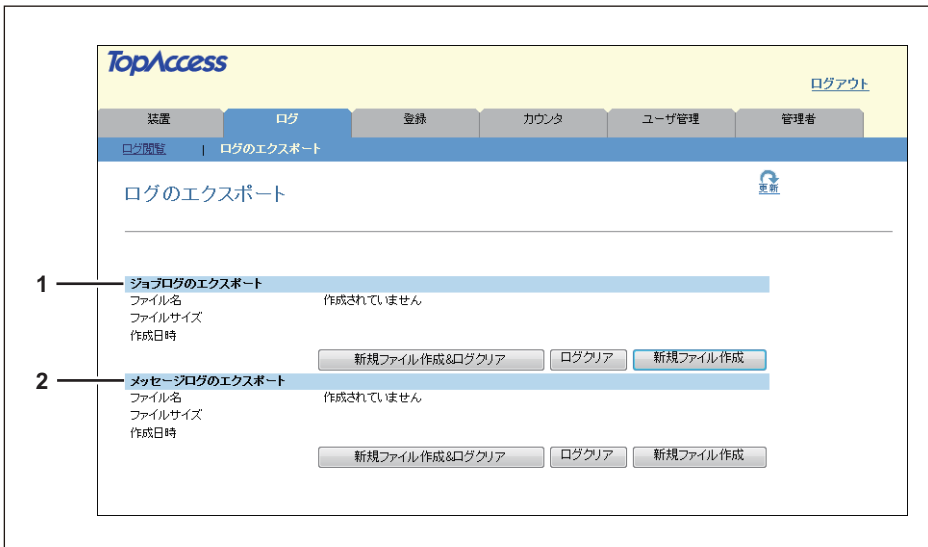 TopAccess
ログアウト
装置 ログ 登録 カウンタ ユーザ管理 管理者
ログ閲覧 | ログのエクスポート
ログのエクスポート
更新
1 ジョブログのエクスポート
ファイル名 作成されていません
ファイルサイズ
作成日時
新規ファイル作成&ログクリア ログクリア 新規ファイル作成
2 メッセージログのエクスポート
ファイル名 作成されていません
ファイルサイズ
作成日時
新規ファイル作成&ログクリア ログクリア 新規ファイル作成